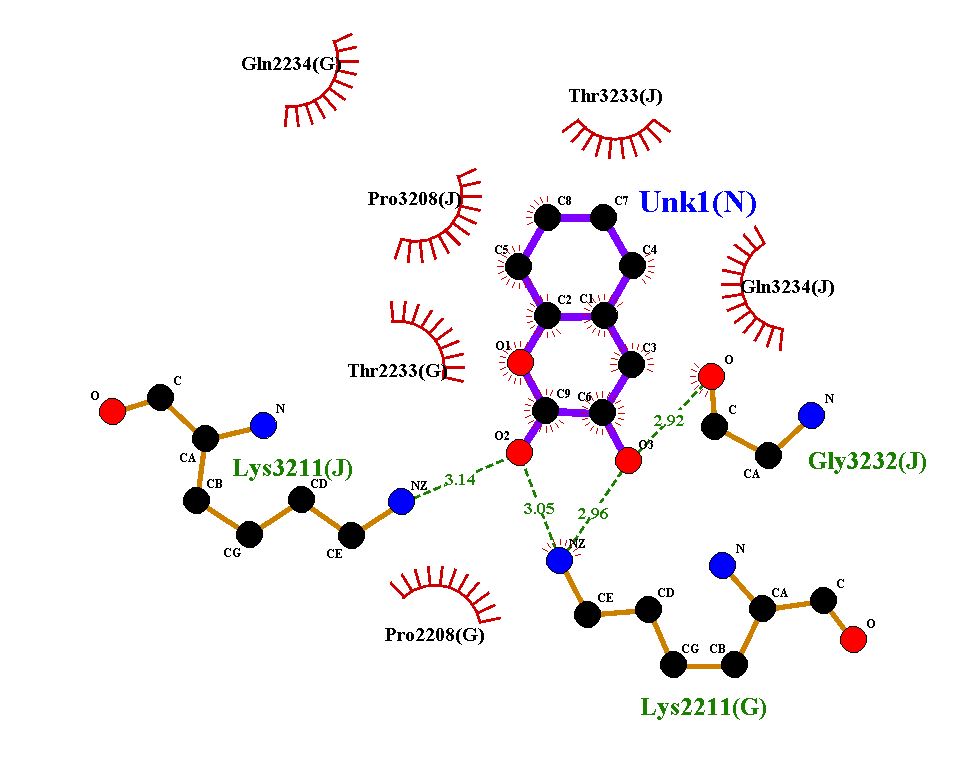 Gln2234(G)
Thr3233(J)
Pro3208(J)
Unk1(N)
C8
C7
C5
C4
Gln3234(J)
C2
C1
O1
C3
Thr2233(G)
O
C
N
O
C9
C6
N
C
2.92
O2
O3
CA
Lys3211(J)
CA
Gly3232(J)
CB
CD
NZ
3.14
3.05
2.96
CG
CE
NZ
N
CE
CD
CA
C
O
Pro2208(G)
CG
CB
Lys2211(G)